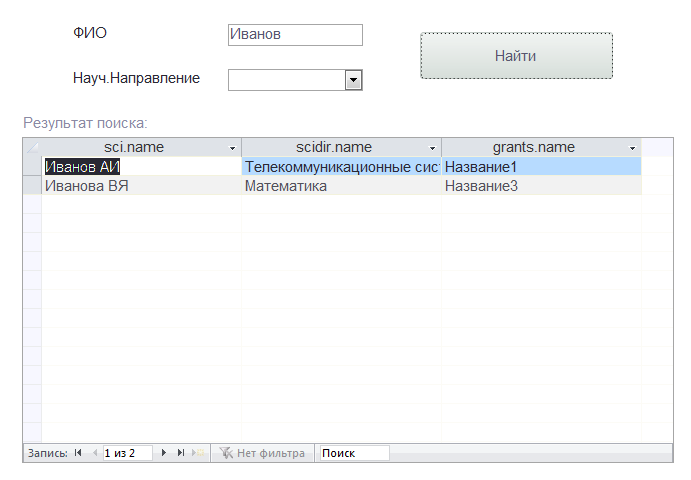 ФИО Иванов
Найти
Науч.Направление
Результат поиска:
sci.name scidir.name grants.name
Иванов АИ Телекоммуникационные сис Название1
Иванова ВЯ Математика Название3
Запись: 1 из 2 Нет фильтра Поиск